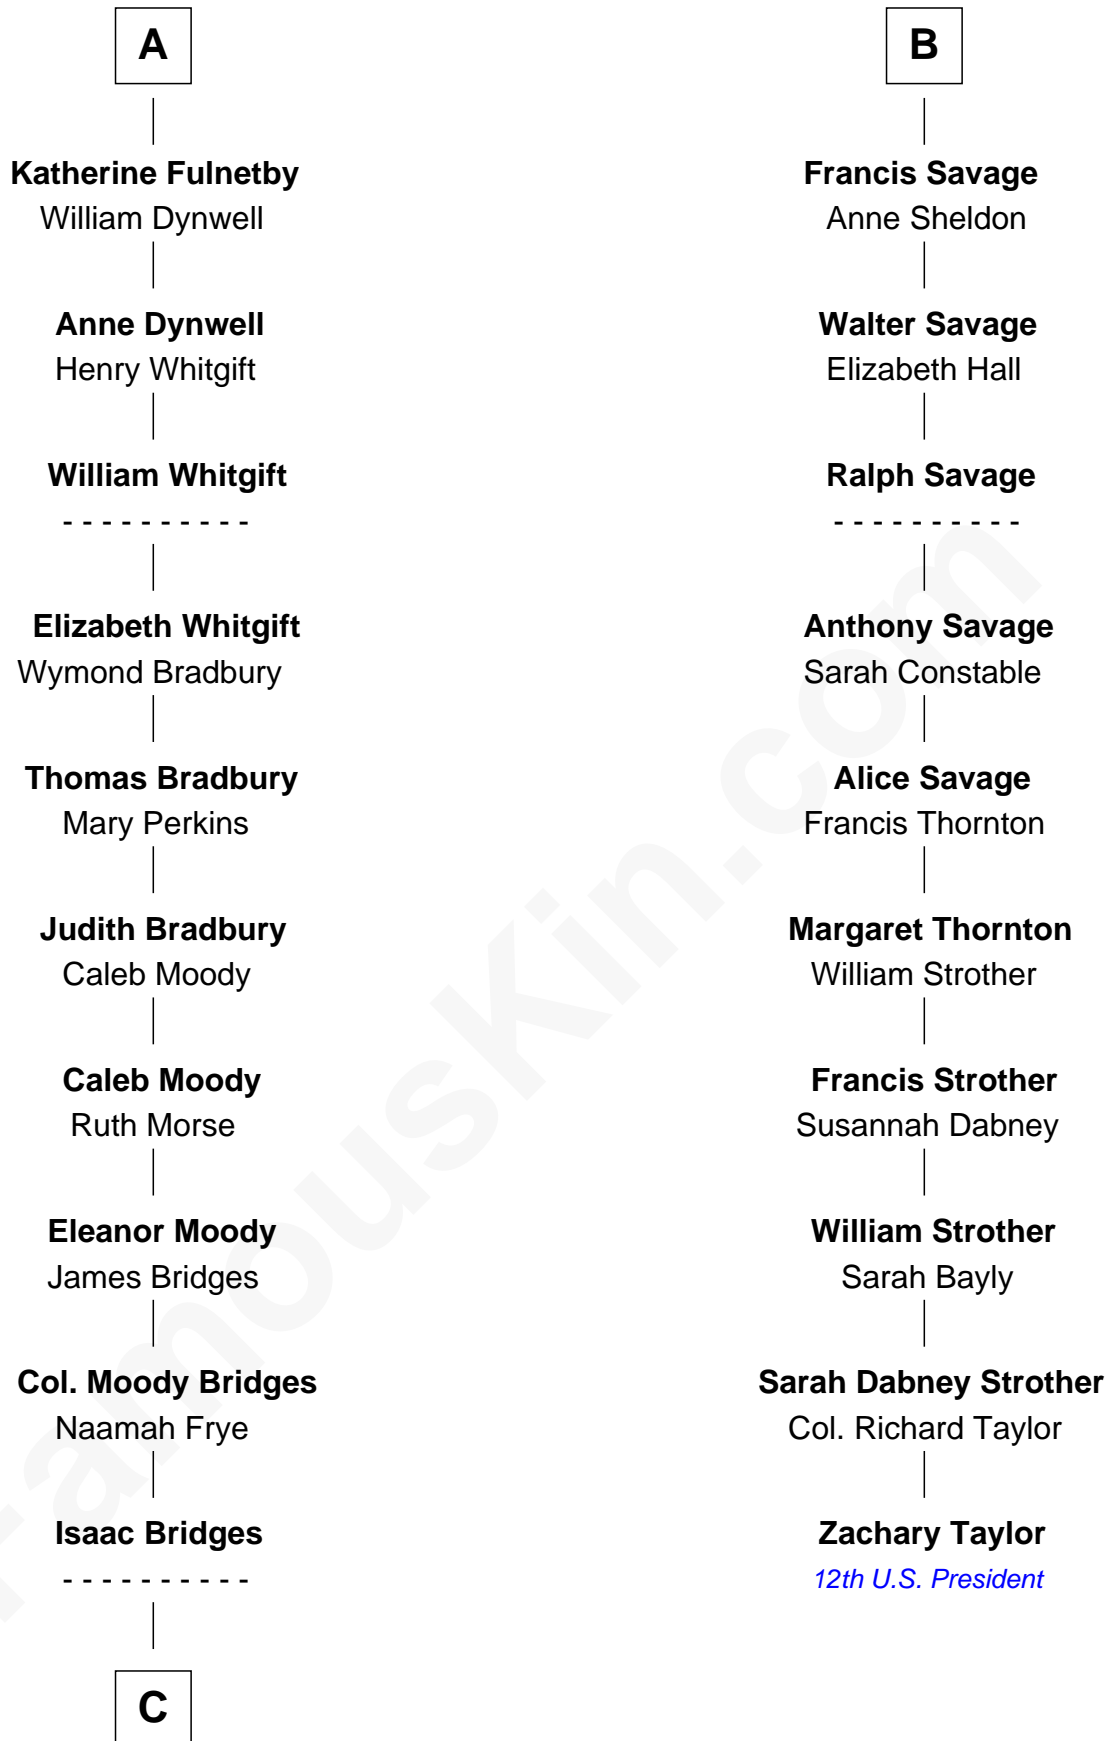 A
Katherine Fulnetby
William Dynwell
Anne Dynwell
Henry Whitgift
William Whitgift
- - - - - - - - - -
Elizabeth Whitgift
Wymond Bradbury
Thomas Bradbury
Mary Perkins
Judith Bradbury
Caleb Moody
Caleb Moody
Ruth Morse
Eleanor Moody
James Bridges
Col. Moody Bridges
Naamah Frye
Isaac Bridges
- - - - - - - - - -
C
B
Francis Savage
Anne Sheldon
Walter Savage
Elizabeth Hall
Ralph Savage
- - - - - - - - - -
Anthony Savage
Sarah Constable
Alice Savage
Francis Thornton
Margaret Thornton
William Strother
Francis Strother
Susannah Dabney
William Strother
Sarah Bayly
Sarah Dabney Strother
Col. Richard Taylor
Zachary Taylor
12th U.S. President
FamousKin.com